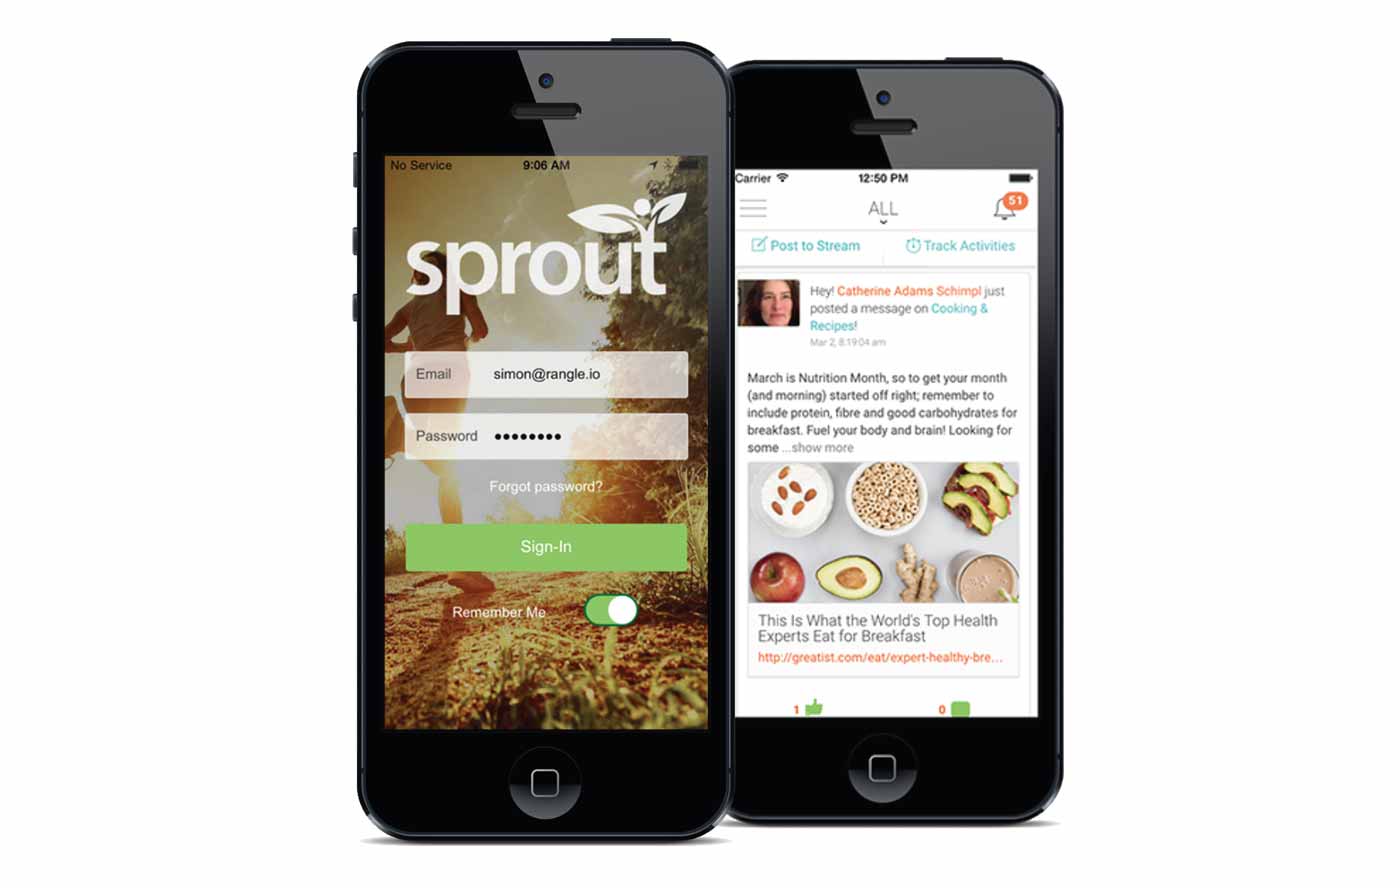 No Service 9:06 AM
sprout
Email simon@rangle.io
Password ••••••••
Forgot password?
Sign-In
Remember Me
Carrier 12:50 PM
ALL
51
Post to Stream Track Activities
Hey! Catherine Adams Schimpl just
posted a message on Cooking &
Recipes!
Mar 2, 8:19:04 am
March is Nutrition Month, so to get your month
(and morning) started off right; remember to
include protein, fibre and good carbohydrates for
breakfast. Fuel your body and brain! Looking for
some ...show more
This Is What the World's Top Health
Experts Eat for Breakfast
http://greatist.com/eat/expert-healthy-bre...
1 0